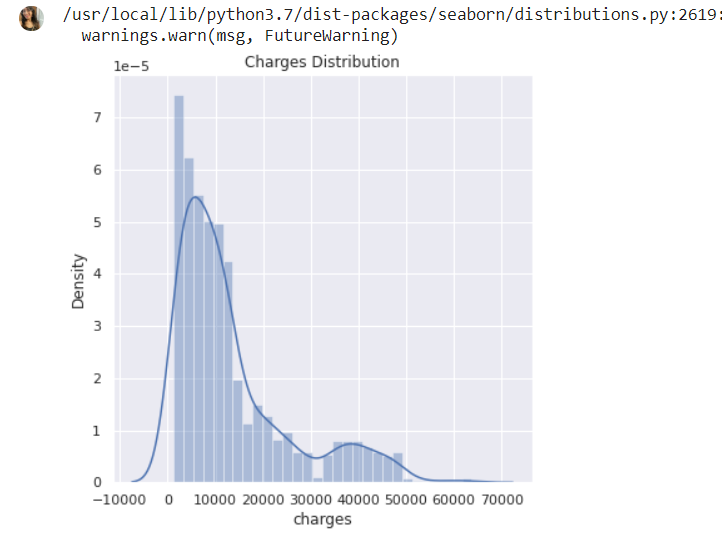 /usr/local/lib/python3.7/dist-packages/seaborn/distributions.py:2619:
warnings.warn(msg, FutureWarning)
Charges Distribution
1e−5
7
6
5
4
3
2
1
0
Density
−10000 0 10000 20000 30000 40000 50000 60000 70000
charges